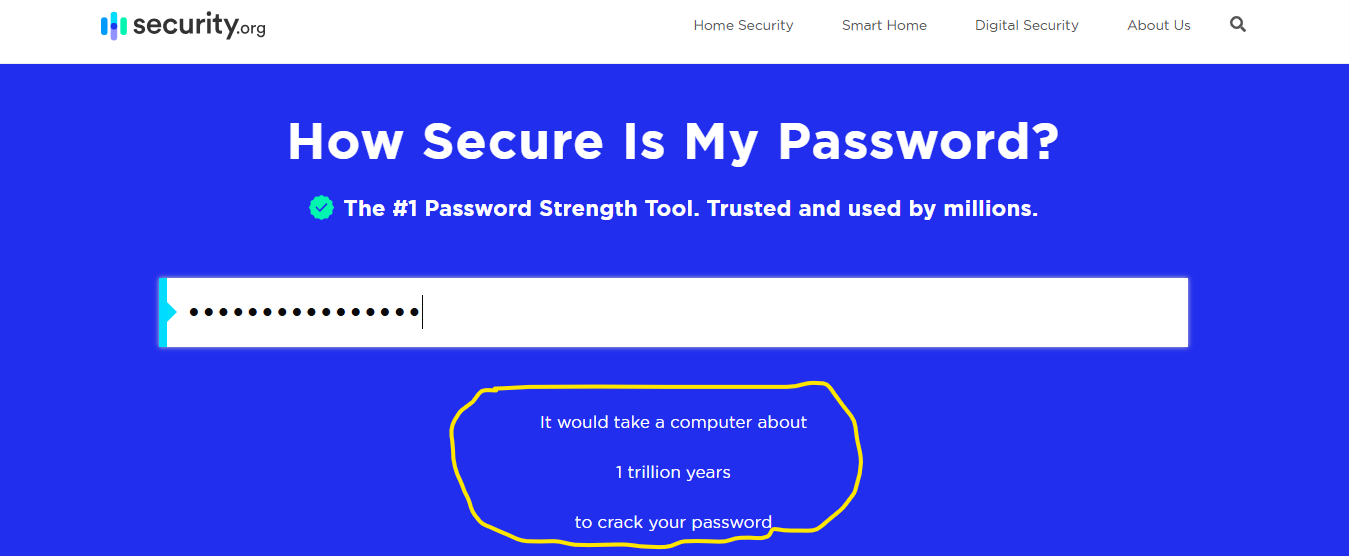 security.org
Home Security Smart Home Digital Security About Us
How Secure Is My Password?
The #1 Password Strength Tool. Trusted and used by millions.
••••••••••••••••
It would take a computer about
1 trillion years
to crack your password